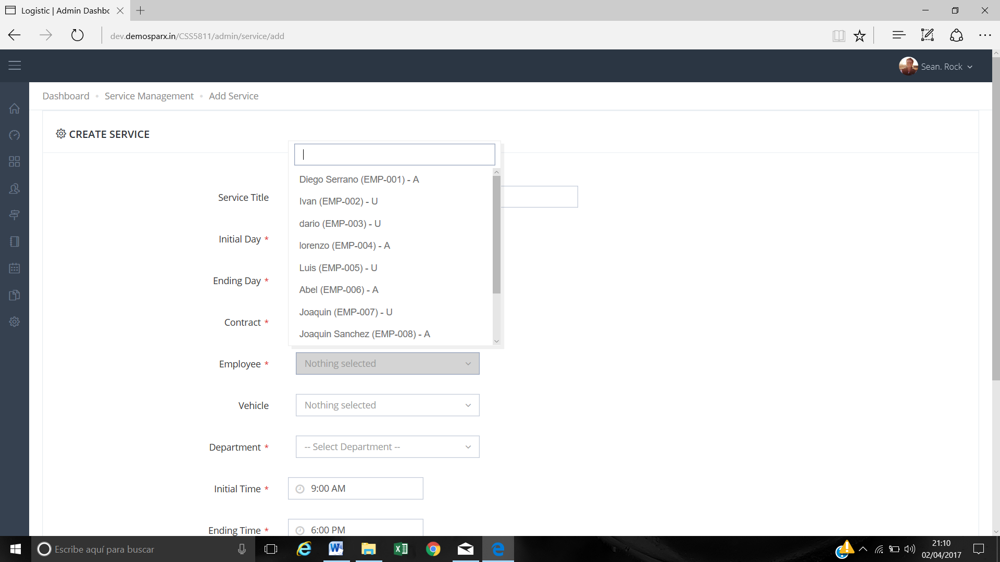 Logistic | Admin Dashbo
dev.demosparx.in/CSS5811/admin/service/add
Sean. Rock
Dashboard • Service Management • Add Service
CREATE SERVICE
Diego Serrano (EMP-001) - A
Service Title
Ivan (EMP-002) - U
dario (EMP-003) - U
Initial Day *
lorenzo (EMP-004) - A
Luis (EMP-005) - U
Ending Day *
Abel (EMP-006) - A
Joaquin (EMP-007) - U
Contract *
Joaquin Sanchez (EMP-008) - A
Employee * Nothing selected
Vehicle Nothing selected
Department * -- Select Department --
Initial Time * 9:00 AM
Ending Time * 6:00 PM
Escribe aquí para buscar
21:10
02/04/2017